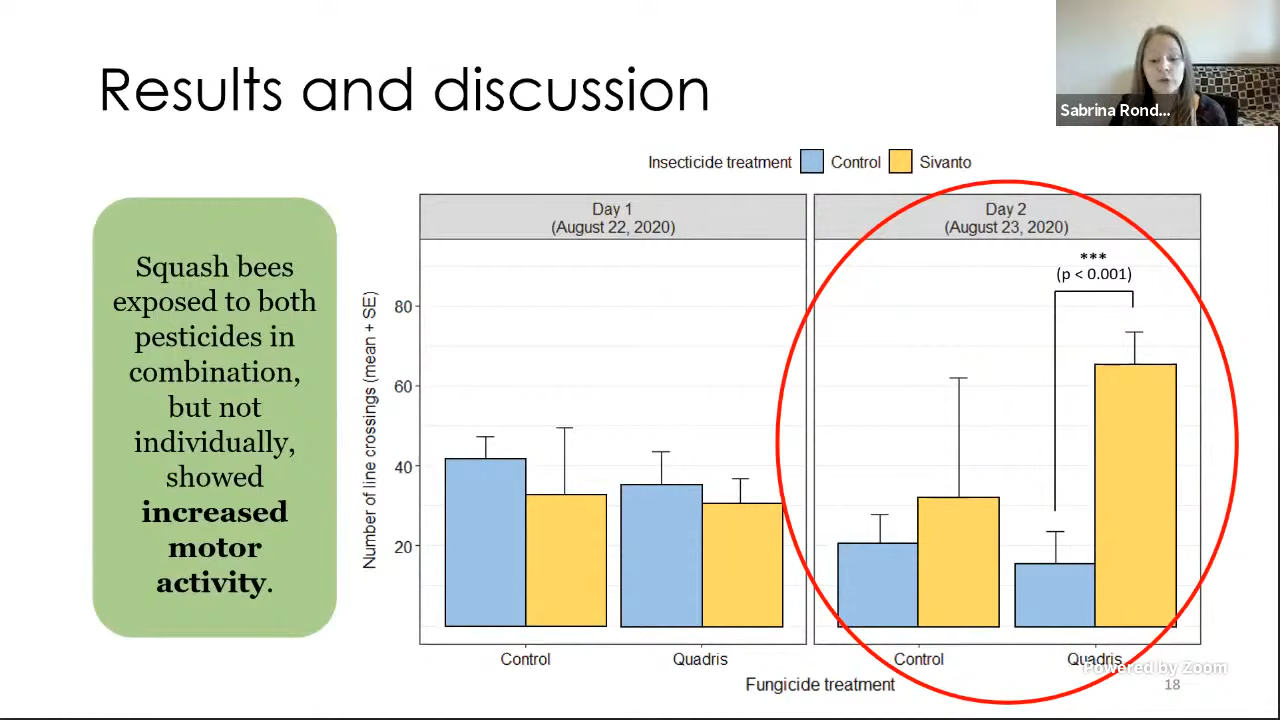 Results and discussion
Sabrina Rond...
Squash bees
exposed to both
pesticides in
combination,
but not
individually,
showed
increased
motor
activity.
Insecticide treatment Control Sivanto
Day 1
(August 22, 2020)
Day 2
(August 23, 2020)
***
(p < 0.001)
Number of line crossings (mean + SE)
80
60
40
20
Control
Quadris
Control
Quadris
Fungicide treatment
Powered by Zoom
18